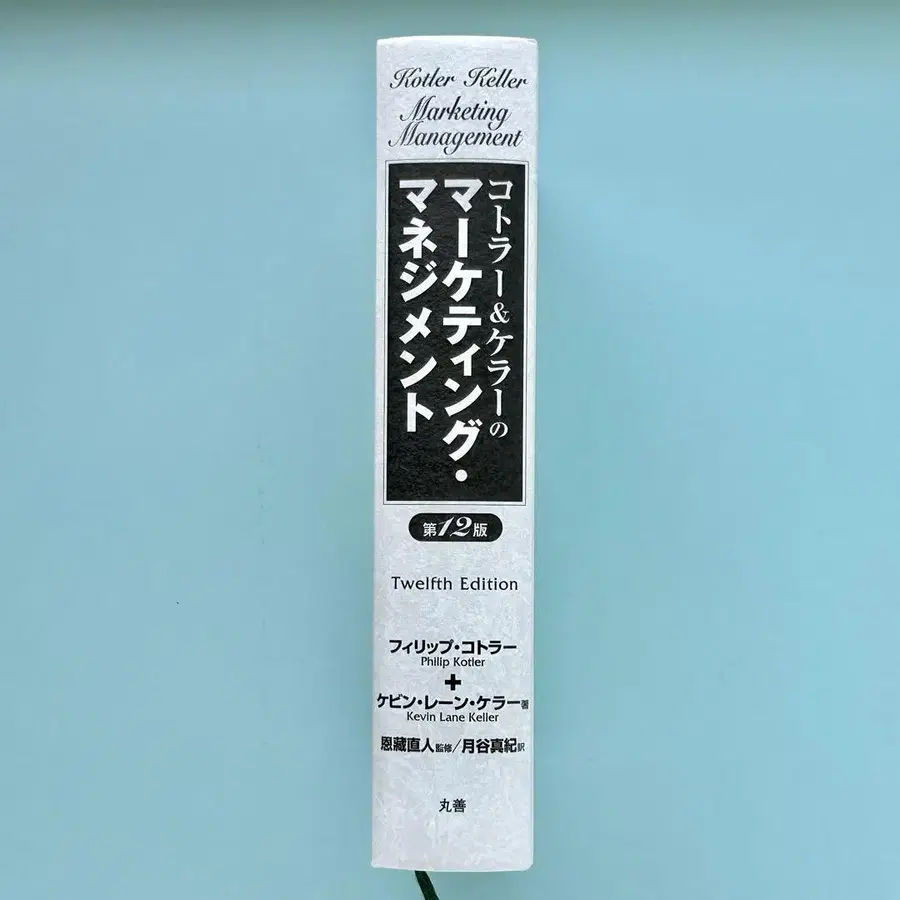 Kotler Keller
Marketing
Management
コトラー&ケラーの
マーケティング・
マネジメント
第12版
Twelfth Edition
フィリップ・コトラー
Philip Kotler
+
ケビン・レーン・ケラー著
Kevin Lane Keller
恩藏直人監修/月谷真紀訳
丸善